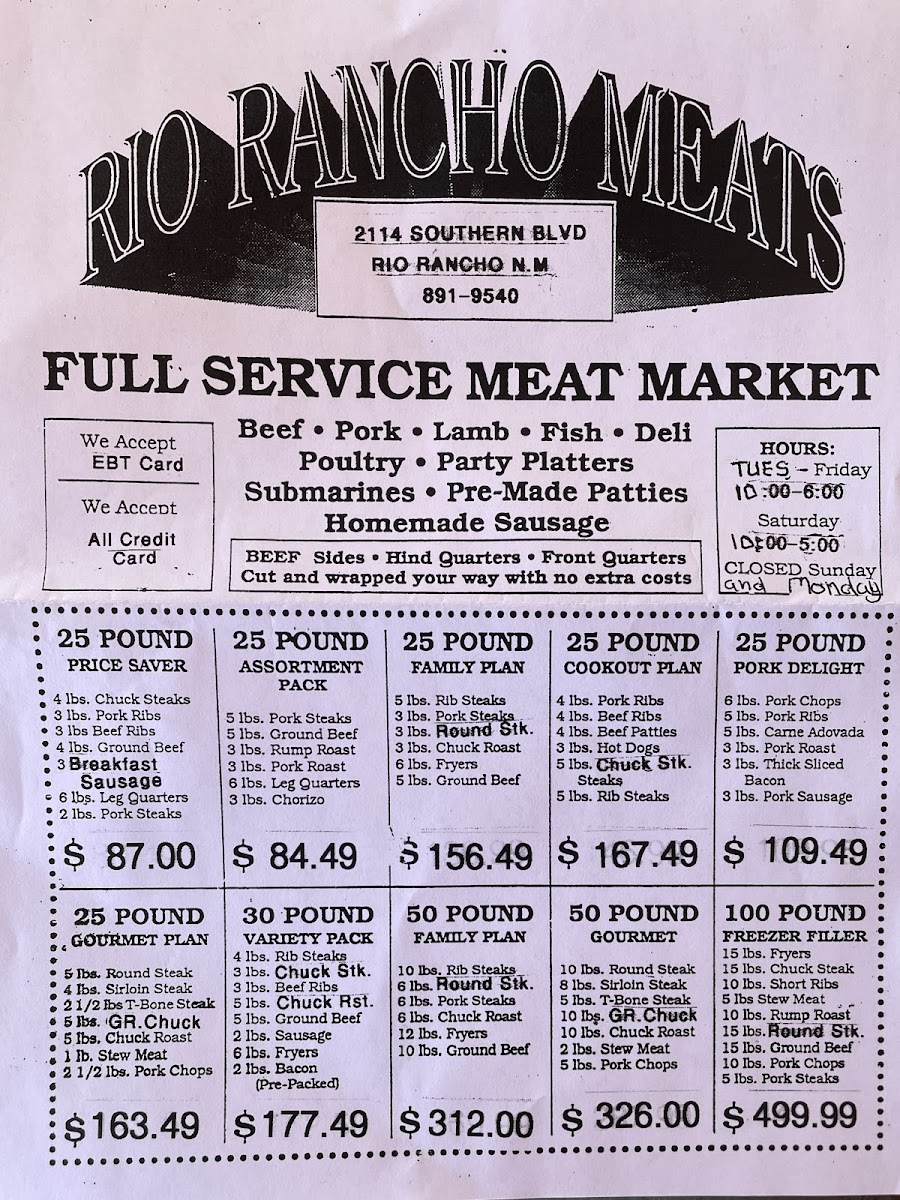 RIO RANCHO MEATS
2114 SOUTHERN BLVD
RIO RANCHO N.M
891-9540
FULL SERVICE MEAT MARKET
We Accept
EBT Card
We Accept
All Credit
Card
Beef • Pork • Lamb • Fish • Deli
Poultry • Party Platters
Submarines • Pre-Made Patties
Homemade Sausage
BEEF Sides • Hind Quarters • Front Quarters
Cut and wrapped your way with no extra costs
HOURS:
TUES - Friday
10:00-6:00
Saturday
10:00-5:00
CLOSED Sunday
and Monday
25 POUND
PRICE SAVER
4 lbs. Chuck Steaks
3 lbs. Pork Ribs
3 lbs Beef Ribs
4 lbs. Ground Beef
3 Breakfast
Sausage
6 lbs. Leg Quarters
2 lbs. Pork Steaks
$ 87.00
25 POUND
ASSORTMENT
PACK
5 lbs. Pork Steaks
5 lbs. Ground Beef
3 lbs. Rump Roast
3 lbs. Pork Roast
6 lbs. Leg Quarters
3 lbs. Chorizo
$ 84.49
25 POUND
FAMILY PLAN
5 lbs. Rib Steaks
3 lbs. Pork Steaks
3 lbs. Round Stk.
3 lbs. Chuck Roast
6 lbs. Fryers
5 lbs. Ground Beef
$ 156.49
25 POUND
COOKOUT PLAN
4 lbs. Pork Ribs
4 lbs. Beef Ribs
4 lbs. Beef Patties
3 lbs. Hot Dogs
5 lbs. Chuck Stk.
Steaks
5 lbs. Rib Steaks
$ 167.49
25 POUND
PORK DELIGHT
6 lbs. Pork Chops
5 lbs. Pork Ribs
5 lbs. Carne Adovada
3 lbs. Pork Roast
3 lbs. Thick Sliced
Bacon
3 lbs. Pork Sausage
$ 109.49
25 POUND
GOURMET PLAN
5 lbs. Round Steak
4 lbs. Sirloin Steak
2 1/2 lbs T-Bone Steak
5 lbs. GR.Chuck
5 lbs. Chuck Roast
1 lb. Stew Meat
2 1/2 lbs. Pork Chops
$163.49
30 POUND
VARIETY PACK
4 lbs. Rib Steaks
3 lbs. Chuck Stk.
3 lbs. Beef Ribs
5 lbs. Chuck Rst.
5 lbs. Ground Beef
2 lbs. Sausage
6 lbs. Fryers
2 lbs. Bacon
(Pre-Packed)
$177.49
50 POUND
FAMILY PLAN
10 lbs. Rib Steaks
6 lbs. Round Stk.
6 lbs. Pork Steaks
6 lbs. Chuck Roast
12 lbs. Fryers
10 lbs. Ground Beef
$312.00
50 POUND
GOURMET
10 lbs. Round Steak
8 lbs. Sirloin Steak
5 lbs. T-Bone Steak
10 lbs. GR.Chuck
10 lbs. Chuck Roast
2 lbs. Stew Meat
5 lbs. Pork Chops
$ 326.00
100 POUND
FREEZER FILLER
15 lbs. Fryers
15 lbs. Chuck Steak
10 lbs. Short Ribs
5 lbs Stew Meat
10 lbs. Rump Roast
15 lbs. Round Stk.
15 lbs. Ground Beef
10 lbs. Pork Chops
5 lbs. Pork Steaks
$499.99